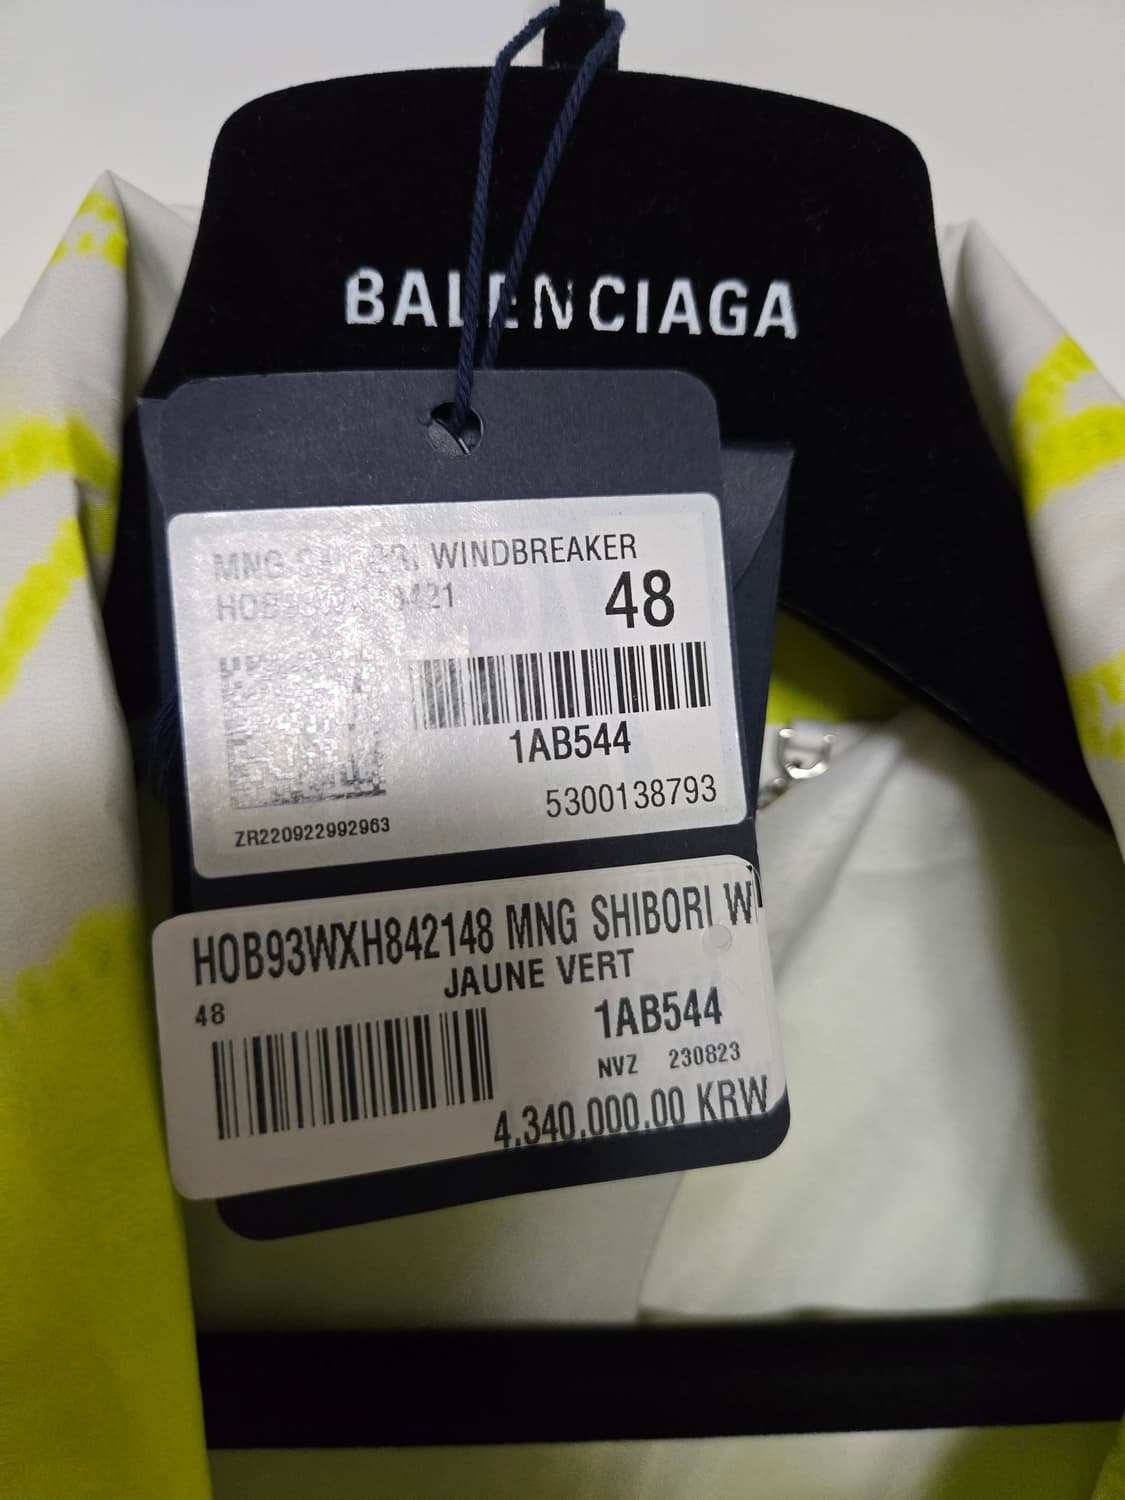 BALENCIAGA
MNG WINDBREAKER
48
1AB544
5300138793
ZR220922992963
HOB93WXH842148 MNG SHIBORI W
JAUNE VERT
48
1AB544
NVZ 230823
4.340.000.00 KRW